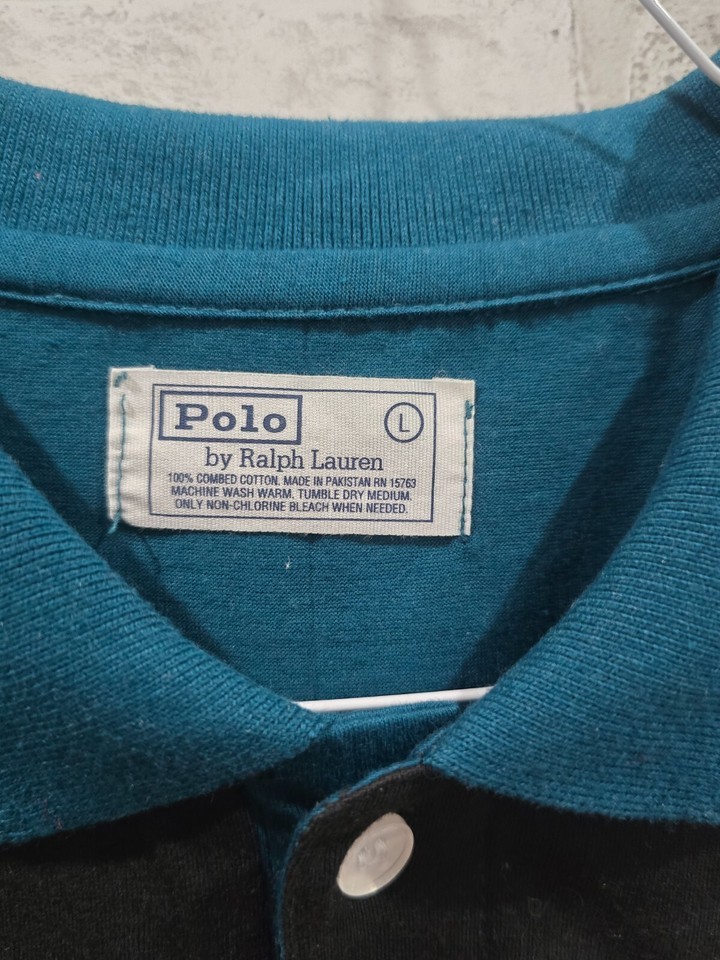 Polo L
by Ralph Lauren
100% COMBED COTTON. MADE IN PAKISTAN RN 15763
MACHINE WASH WARM. TUMBLE DRY MEDIUM.
ONLY NON-CHLORINE BLEACH WHEN NEEDED.